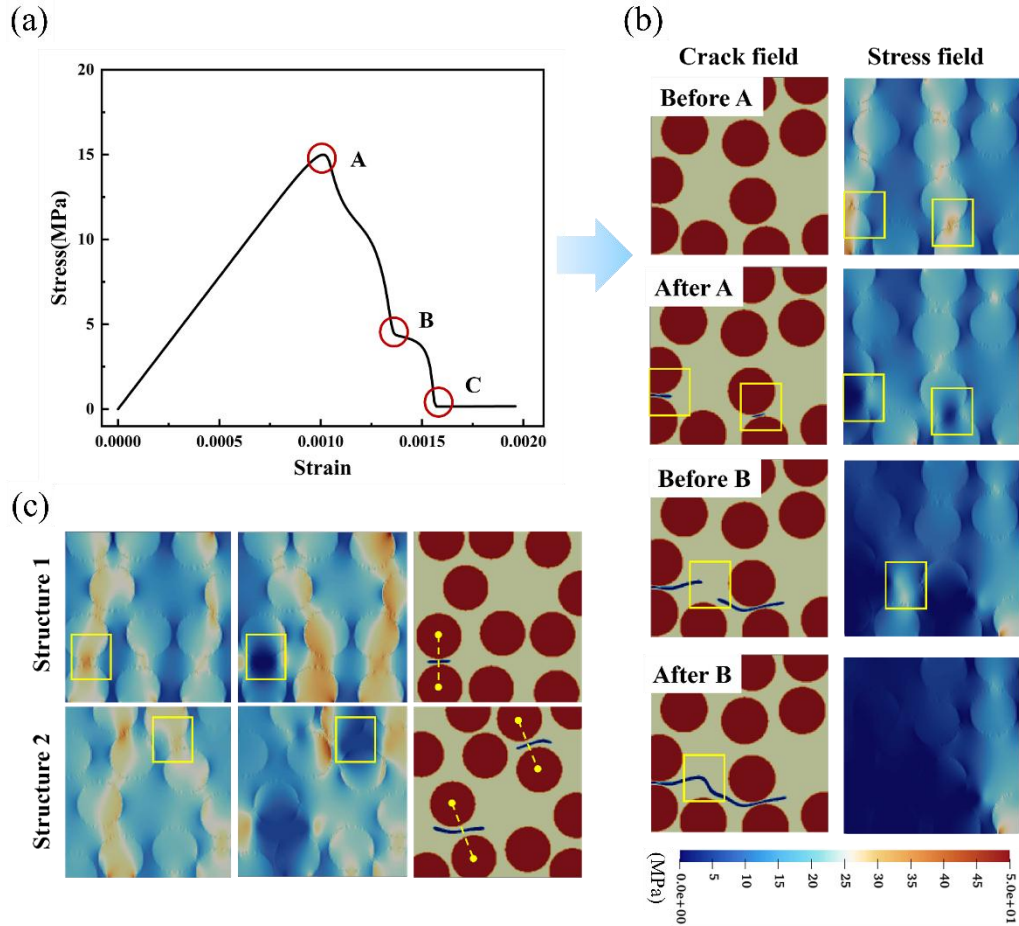 (a)
20
15
10
5
0
Stress(MPa)
A
B
C
0.0000
0.0005
0.0010
0.0015
0.0020
Strain
(b)
Crack field
Stress field
Before A
After A
Before B
After B
(MPa)
0.0e+00
5
10
15
20
25
30
35
40
45
5.0e+01
(c)
Structure 1
Structure 2